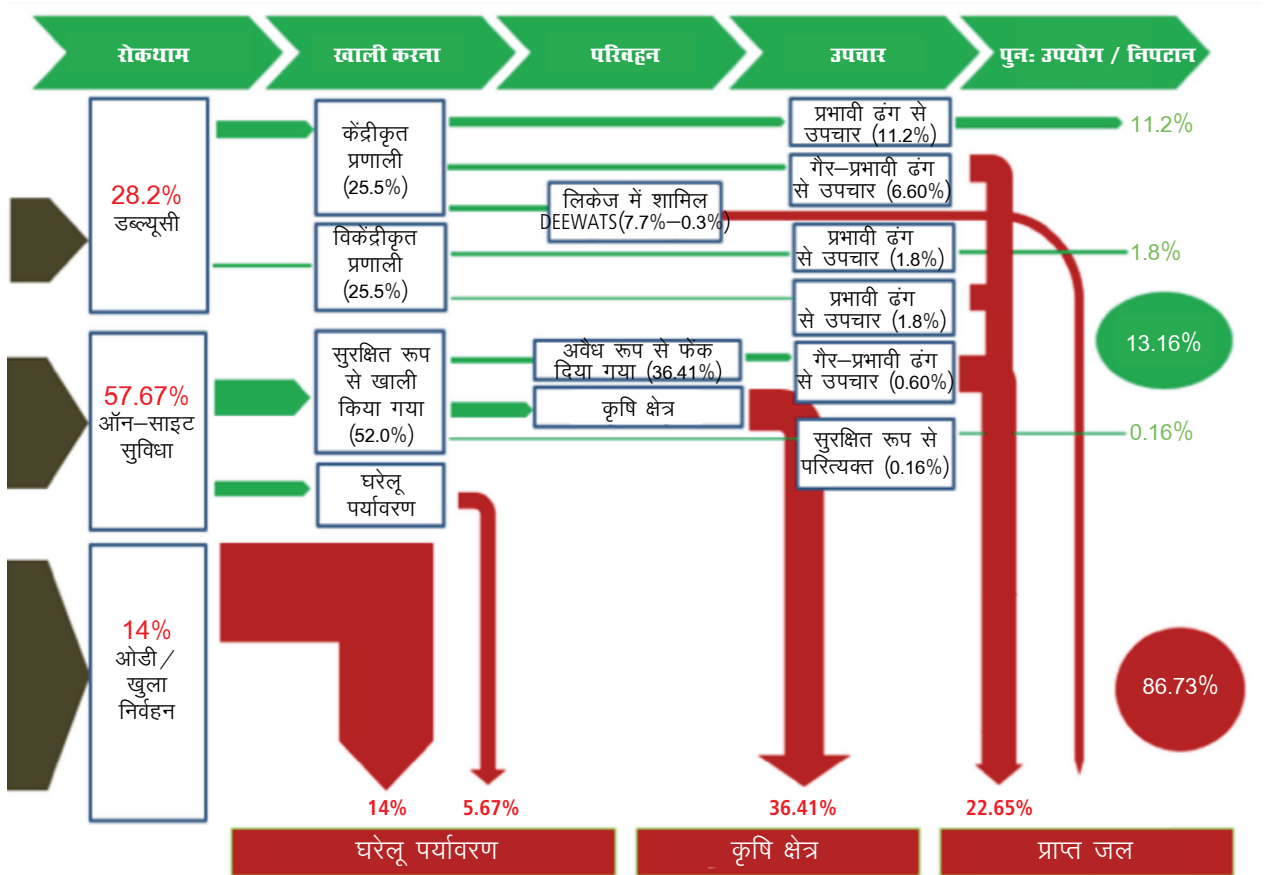 रोकथाम
खाली करना
परिवहन
उपचार
पुन: उपयोग / निपटान
28.2%
डब्ल्यूसी
57.67%
ऑन–साइट
सुविधा
14%
ओडी/
खुला
निर्वहन
केंद्रीकृत
प्रणाली
(25.5%)
विकेंद्रीकृत
प्रणाली
(25.5%)
सुरक्षित रूप
से खाली
किया गया
(52.0%)
घरेलू
पर्यावरण
लिकेज में शामिल
DEEWATS(7.7%–0.3%)
अवैध रूप से फेंक
दिया गया (36.41%)
कृषि क्षेत्र
प्रभावी ढंग से
उपचार (11.2%)
गैर–प्रभावी ढंग
से उपचार (6.60%)
प्रभावी ढंग
से उपचार (1.8%)
प्रभावी ढंग
से उपचार (1.8%)
गैर–प्रभावी ढंग
से उपचार (0.60%)
सुरक्षित रूप से
परित्यक्त (0.16%)
11.2%
1.8%
13.16%
0.16%
86.73%
14%
5.67%
36.41%
22.65%
घरेलू पर्यावरण
कृषि क्षेत्र
प्राप्त जल